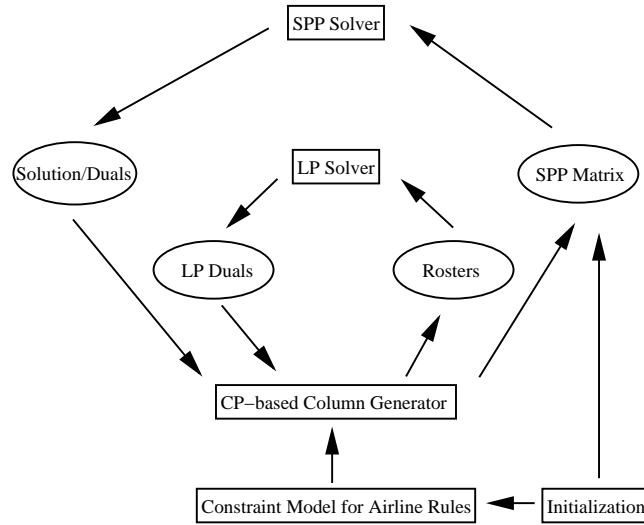 SPP Solver
Solution/Duals
LP Solver
SPP Matrix
LP Duals
Rosters
CP−based Column Generator
Constraint Model for Airline Rules
Initialization